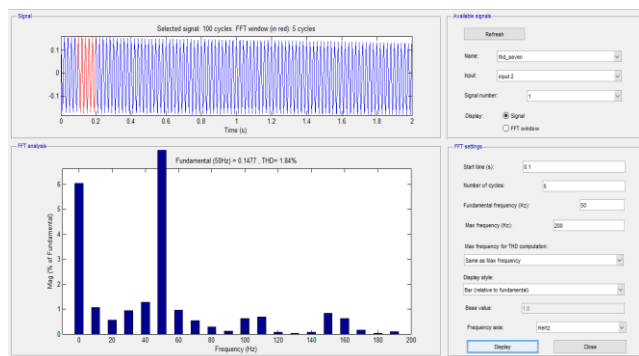 Signal
Selected signal: 100 cycles. FFT window (in red): 5 cycles
0.1
0
-0.1
0 0.2 0.4 0.6 0.8 1 1.2 1.4 1.6 1.8 2
Time (s)
FFT analysis
Fundamental (50Hz) = 0.1477 , THD= 1.84%
Mag (% of Fundamental)
6
5
4
3
2
1
0
0 20 40 60 80 100 120 140 160 180 200
Frequency (Hz)
Available signals
Refresh
Name: thd_seven
Input: input 2
Signal number: 1
Display: Signal
FFT window
FFT settings
Start time (s): 0.1
Number of cycles: 5
Fundamental frequency (Hz): 50
Max frequency (Hz): 200
Max frequency for THD computation:
Same as Max frequency
Display style:
Bar (relative to fundamental)
Base value: 1.0
Frequency axis: Hertz
Display Close